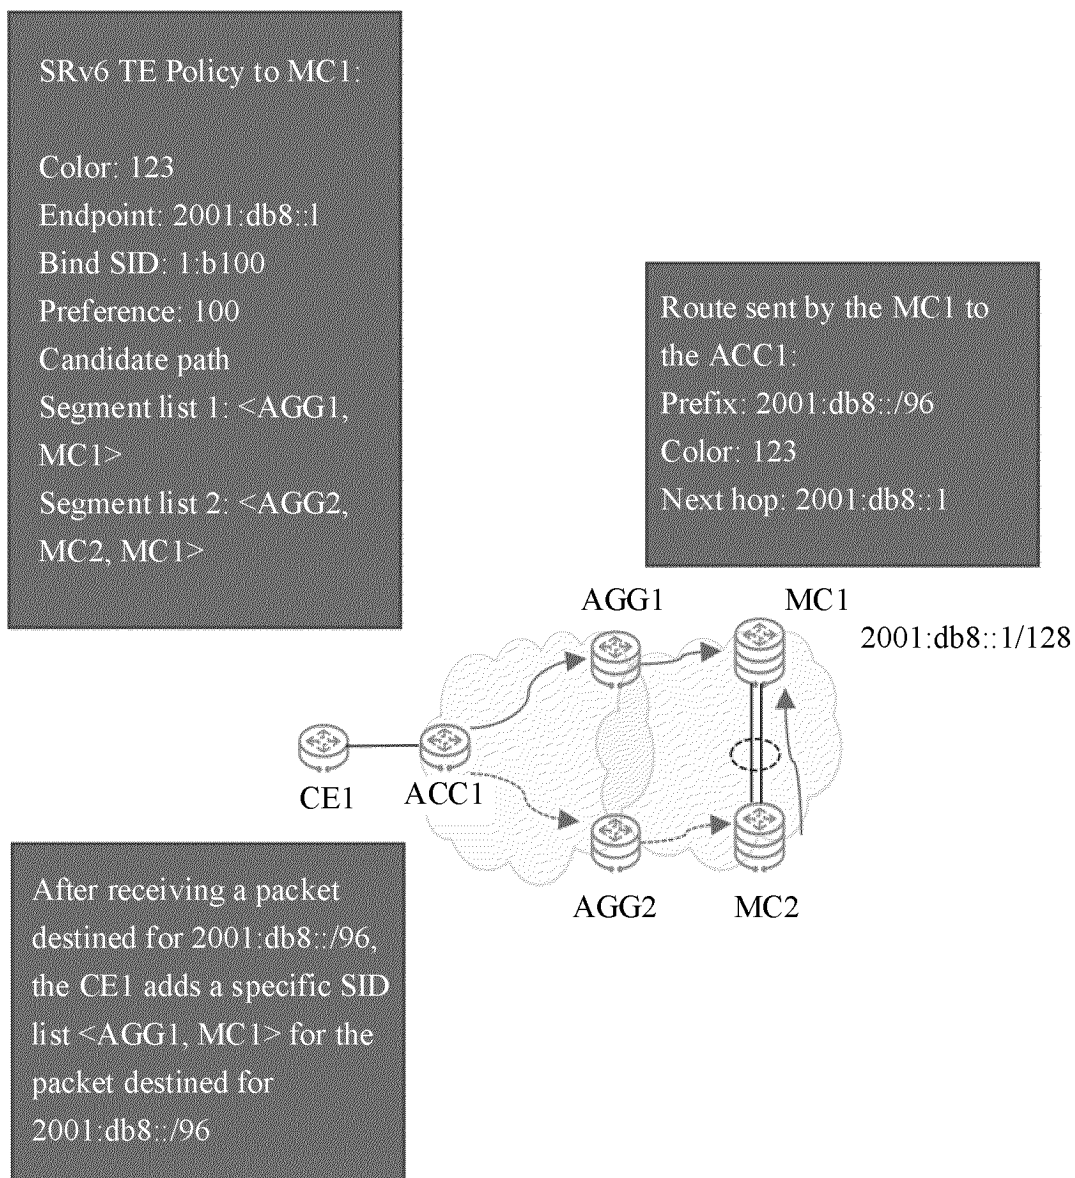 SRv6 TE Policy to MC1:
Color: 123
Endpoint: 2001:db8::1
Bind SID: 1:b100
Preference: 100
Candidate path
Segment list 1: <AGG1,
MC1>
Segment list 2: <AGG2,
MC2, MC1>
Route sent by the MC1 to
the ACC1:
Prefix: 2001:db8::/96
Color: 123
Next hop: 2001:db8::1
AGG1
MC1
2001:db8::1/128
CE1
ACC1
AGG2
MC2
After receiving a packet
destined for 2001:db8::/96,
the CE1 adds a specific SID
list <AGG1, MC1> for the
packet destined for
2001:db8::/96